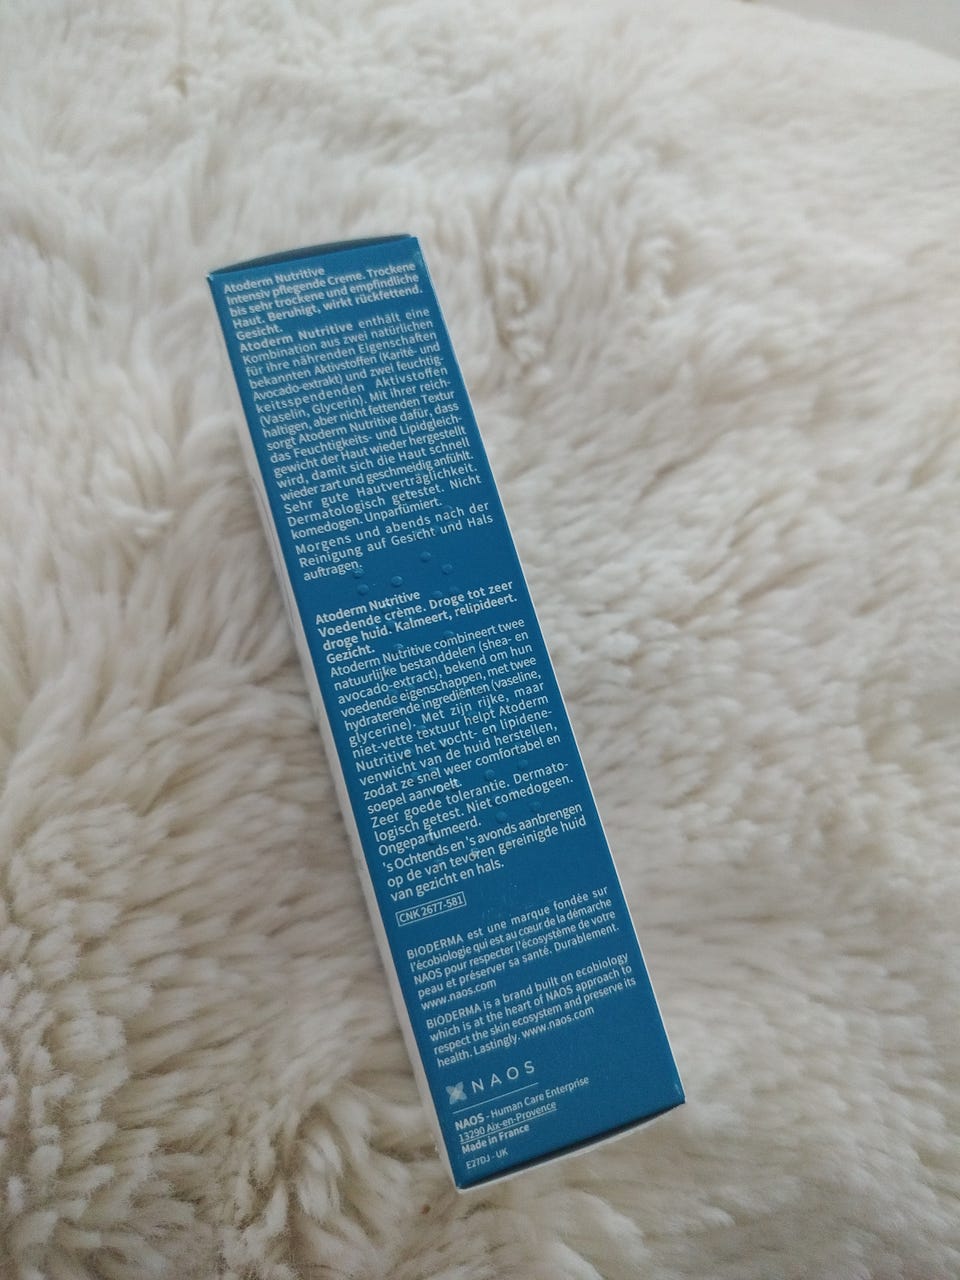 Atoderm Nutritive
Intensiv pflegende Creme. Trockene
bis sehr trockene und empfindliche
Haut. Beruhigt, wirkt rückfettend.
Gesicht.
Atoderm Nutritive enthält eine
Kombination aus zwei natürlichen
für ihre nährenden Eigenschaften
bekannten Aktivstoffen (Karité- und
Avocado-extrakt) und zwei feuchtig-
keitsspendenden Aktivstoffen
(Vaselin, Glycerin). Mit ihrer reich-
haltigen, aber nicht fettenden Textur
sorgt Atoderm Nutritive dafür, dass
das Feuchtigkeits- und Lipidgleich-
gewicht der Haut wieder hergestellt
wird, damit sich die Haut schnell
wieder zart und geschmeidig anfühlt.
Sehr gute Hautverträglichkeit.
Dermatologisch getestet. Nicht
komedogen. Unparfümiert.
Morgens und abends nach der
Reinigung auf Gesicht und Hals
auftragen.
Atoderm Nutritive
Voedende crème. Droge tot zeer
droge huid. Kalmeert, relipideert.
Gezicht.
Atoderm Nutritive combineert twee
natuurlijke bestanddelen (shea- en
avocado-extract), bekend om hun
voedende eigenschappen, met twee
hydraterende ingrediënten (vaseline,
glycerine). Met zijn rijke, maar
niet-vette textuur helpt Atoderm
Nutritive het vocht- en lipidene-
venwicht van de huid herstellen,
zodat ze snel weer comfortabel en
soepel aanvoelt.
Zeer goede tolerantie. Dermato-
logisch getest. Niet comedogeen.
Ongeparfumeerd.
's Ochtends en 's avonds aanbrengen
op de van tevoren gereinigde huid
van gezicht en hals.
CNK 2677-581
BIODERMA est une marque fondée sur
l'écobiologie qui est au cœur de la démarche
NAOS pour respecter l'écosystème de votre
peau et préserver sa santé. Durablement.
www.naos.com
BIODERMA is a brand built on ecobiology
which is at the heart of NAOS approach to
respect the skin ecosystem and preserve its
health. Lastingly. www.naos.com
NAOS
NAOS - Human Care Enterprise
13290 Aix-en-Provence
Made in France
E27DJ - UK